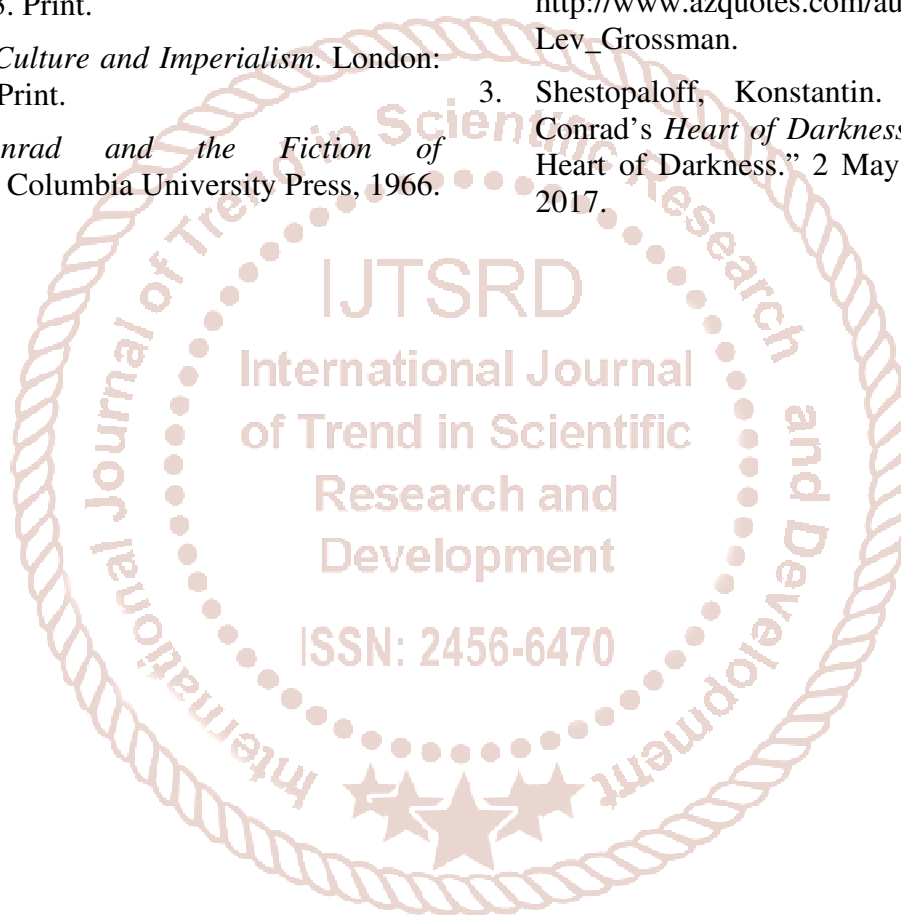 3. Print.
Culture and Imperialism. London:
Print.
nrad and the Fiction of
Columbia University Press, 1966.
http://www.azquotes.com/au
Lev_Grossman.
3. Shestopaloff, Konstantin.
Conrad's Heart of Darkness
Heart of Darkness.” 2 May
2017.
International Journal of Trend in Scientific Research and Development
IJTSRD
International Journal
of Trend in Scientific
Research and
Development
ISSN: 2456-6470